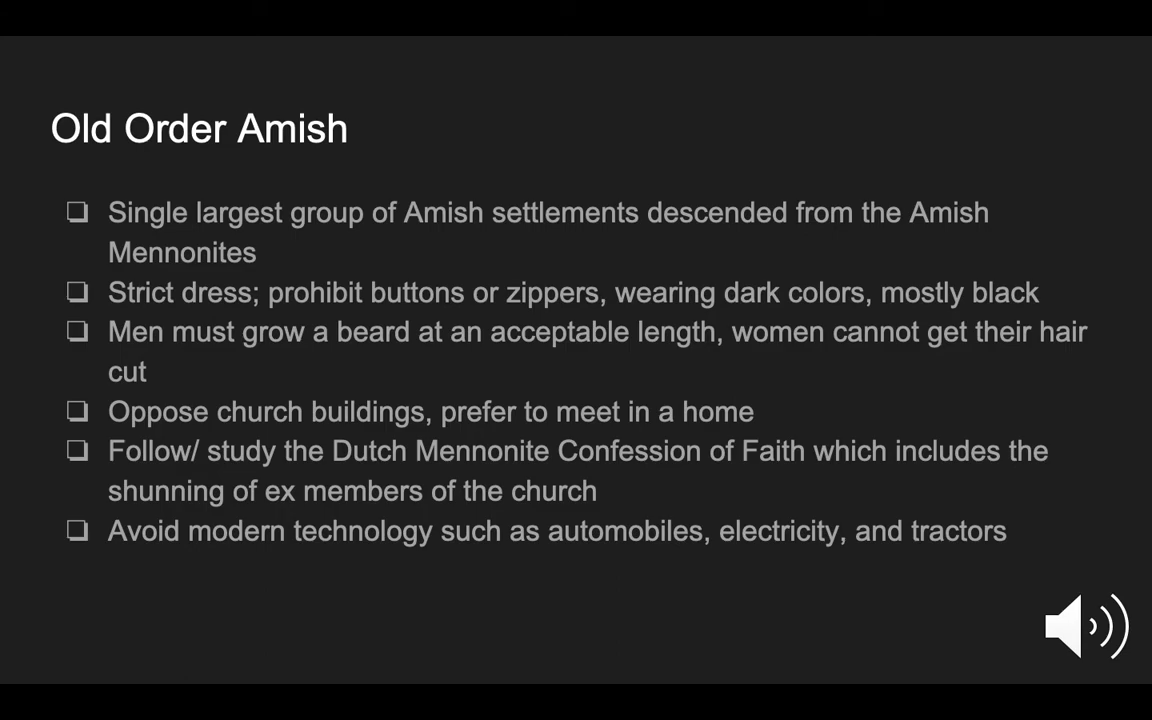 Old Order Amish
❏ Single largest group of Amish settlements descended from the Amish
Mennonites
❏ Strict dress; prohibit buttons or zippers, wearing dark colors, mostly black
❏ Men must grow a beard at an acceptable length, women cannot get their hair
cut
❏ Oppose church buildings, prefer to meet in a home
❏ Follow/ study the Dutch Mennonite Confession of Faith which includes the
shunning of ex members of the church
❏ Avoid modern technology such as automobiles, electricity, and tractors